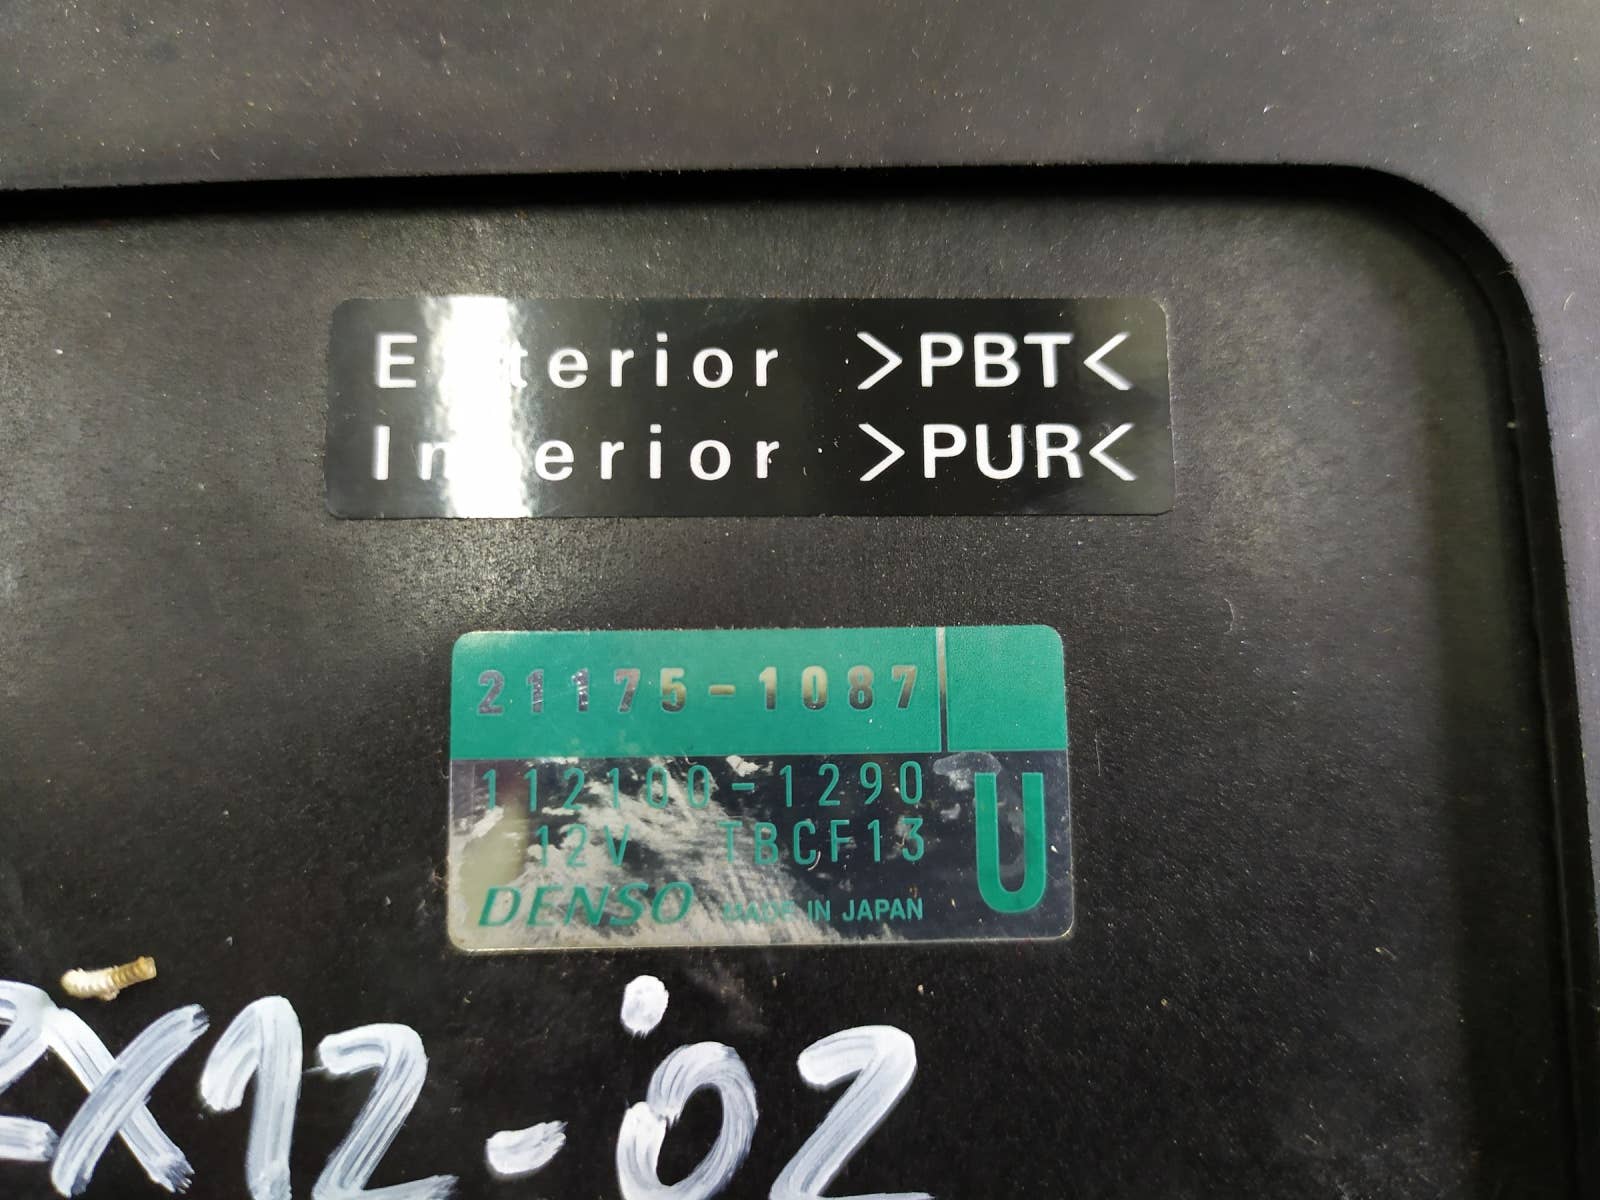 Exterior >PBT<
Interior >PUR<
21175-1087
112100-1290
12V TBCF13
U
DENSO MADE IN JAPAN
ZX12-02